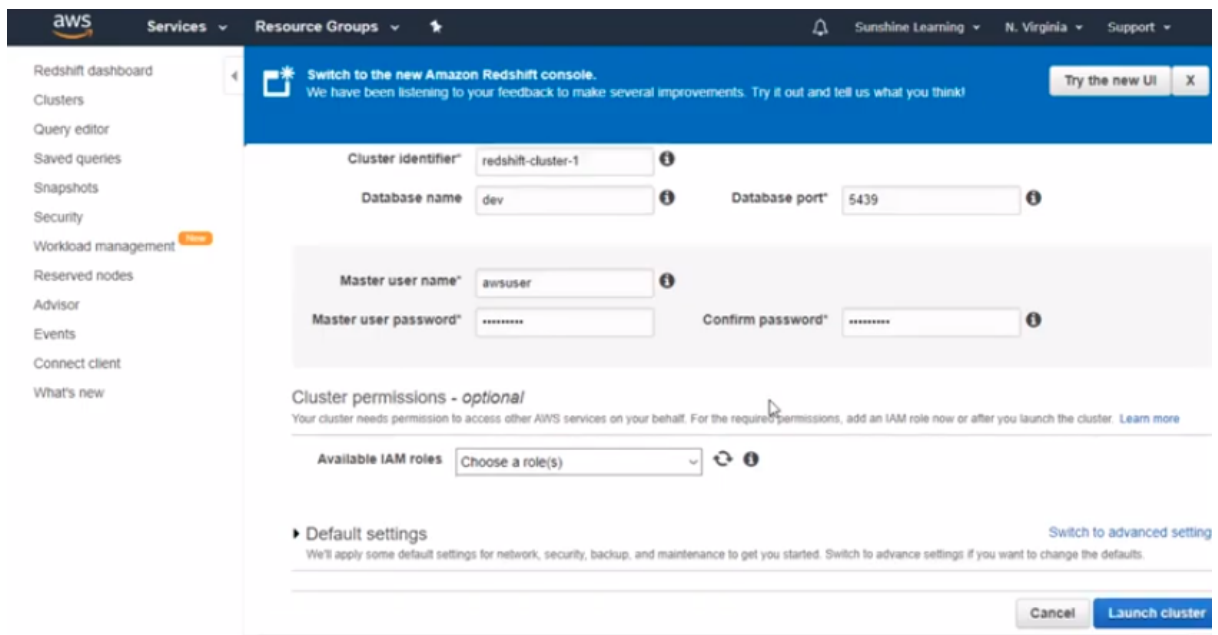 aws Services Resource Groups Sunshine Learning N. Virginia Support
Redshift dashboard
Clusters
Query editor
Saved queries
Snapshots
Security
Workload management New
Reserved nodes
Advisor
Events
Connect client
What's new
Switch to the new Amazon Redshift console.
We have been listening to your feedback to make several improvements. Try it out and tell us what you think!
Try the new UI X
Cluster identifier* redshift-cluster-1
Database name dev Database port* 5439
Master user name* awsuser
Master user password* ••••••••• Confirm password* •••••••••
Cluster permissions - optional
Your cluster needs permission to access other AWS services on your behalf. For the required permissions, add an IAM role now or after you launch the cluster. Learn more
Available IAM roles Choose a role(s)
Default settings Switch to advanced setting
We'll apply some default settings for network, security, backup, and maintenance to get you started. Switch to advance settings if you want to change the defaults.
Cancel Launch cluster